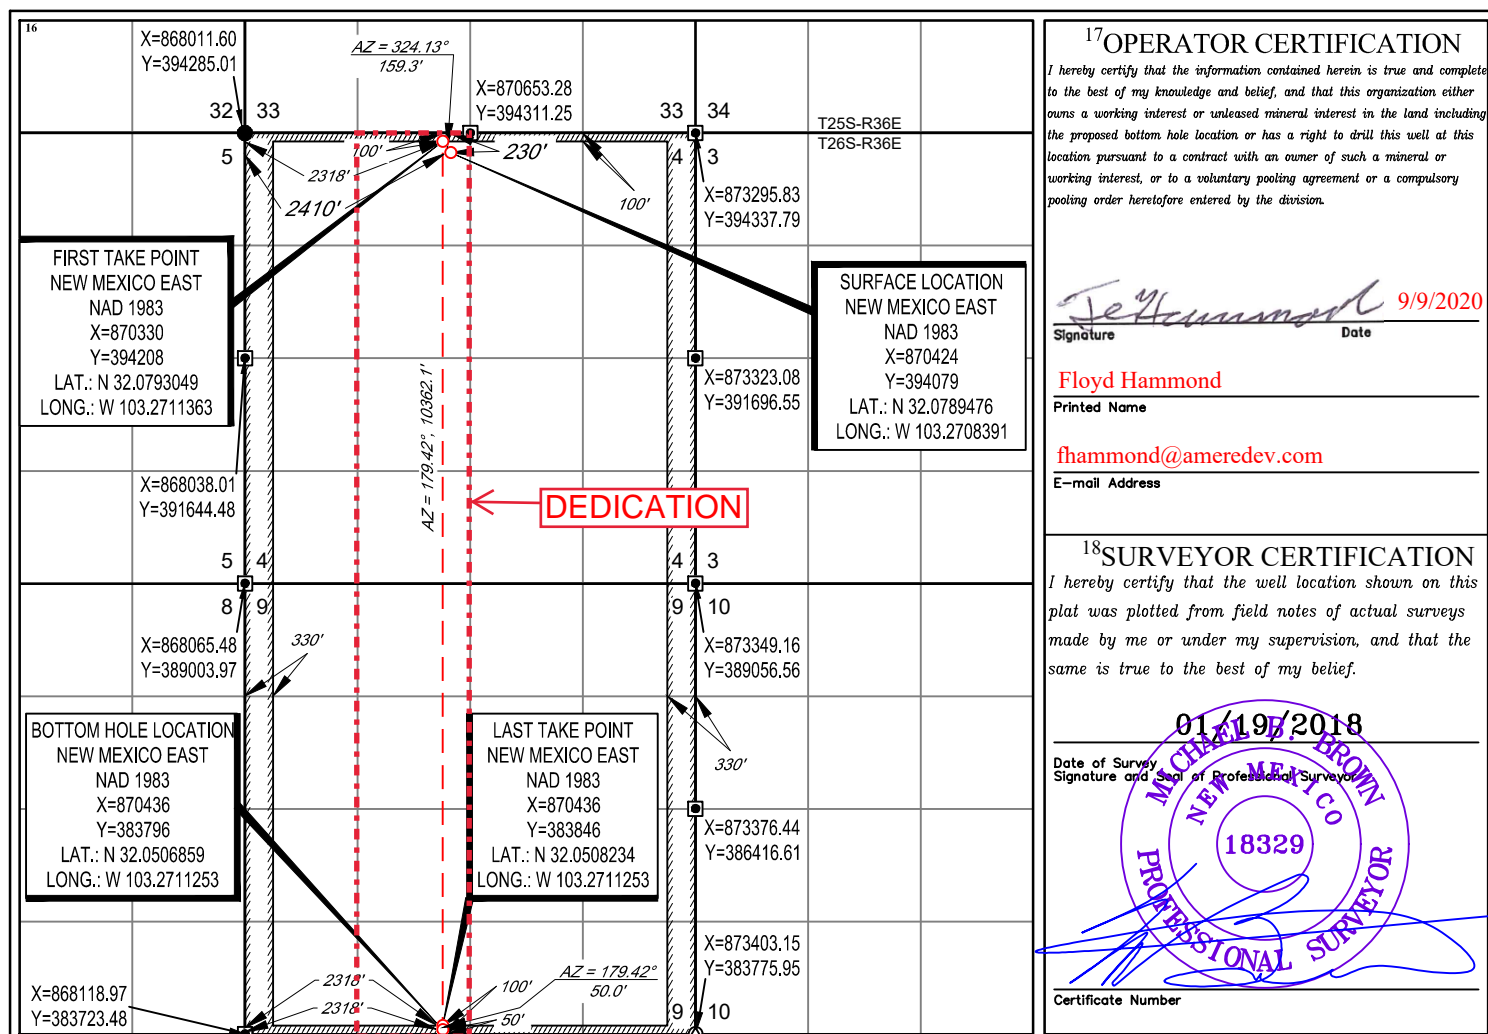 16
X=868011.60
Y=394285.01
AZ = 324.13°
159.3'
X=870653.28
Y=394311.25
32 33
33 34
T25S-R36E
T26S-R36E
5
4 3
100'
2318'
2410'
230'
100'
X=873295.83
Y=394337.79
FIRST TAKE POINT
NEW MEXICO EAST
NAD 1983
X=870330
Y=394208
LAT.: N 32.0793049
LONG.: W 103.2711363
SURFACE LOCATION
NEW MEXICO EAST
NAD 1983
X=870424
Y=394079
LAT.: N 32.0789476
LONG.: W 103.2708391
X=873323.08
Y=391696.55
AZ = 179.42°, 10362.1'
X=868038.01
Y=391644.48
DEDICATION
5 4
4 3
8 9
9 10
X=868065.48
Y=389003.97
330'
X=873349.16
Y=389056.56
BOTTOM HOLE LOCATION
NEW MEXICO EAST
NAD 1983
X=870436
Y=383796
LAT.: N 32.0506859
LONG.: W 103.2711253
LAST TAKE POINT
NEW MEXICO EAST
NAD 1983
X=870436
Y=383846
LAT.: N 32.0508234
LONG.: W 103.2711253
330'
X=873376.44
Y=386416.61
X=873403.15
Y=383775.95
X=868118.97
Y=383723.48
2318'
2318'
100'
50'
AZ = 179.42°
50.0'
9 10
17 OPERATOR CERTIFICATION
I hereby certify that the information contained herein is true and complete
to the best of my knowledge and belief, and that this organization either
owns a working interest or unleased mineral interest in the land including
the proposed bottom hole location or has a right to drill this well at this
location pursuant to a contract with an owner of such a mineral or
working interest, or to a voluntary pooling agreement or a compulsory
pooling order heretofore entered by the division.
9/9/2020
Signature Date
Floyd Hammond
Printed Name
fhammond@ameredev.com
E-mail Address
18 SURVEYOR CERTIFICATION
I hereby certify that the well location shown on this
plat was plotted from field notes of actual surveys
made by me or under my supervision, and that the
same is true to the best of my belief.
01/19/2018
Date of Survey
Signature and Seal of Professional Surveyor
MICHAEL B. BROWN
NEW MEXICO
18329
PROFESSIONAL SURVEYOR
Certificate Number